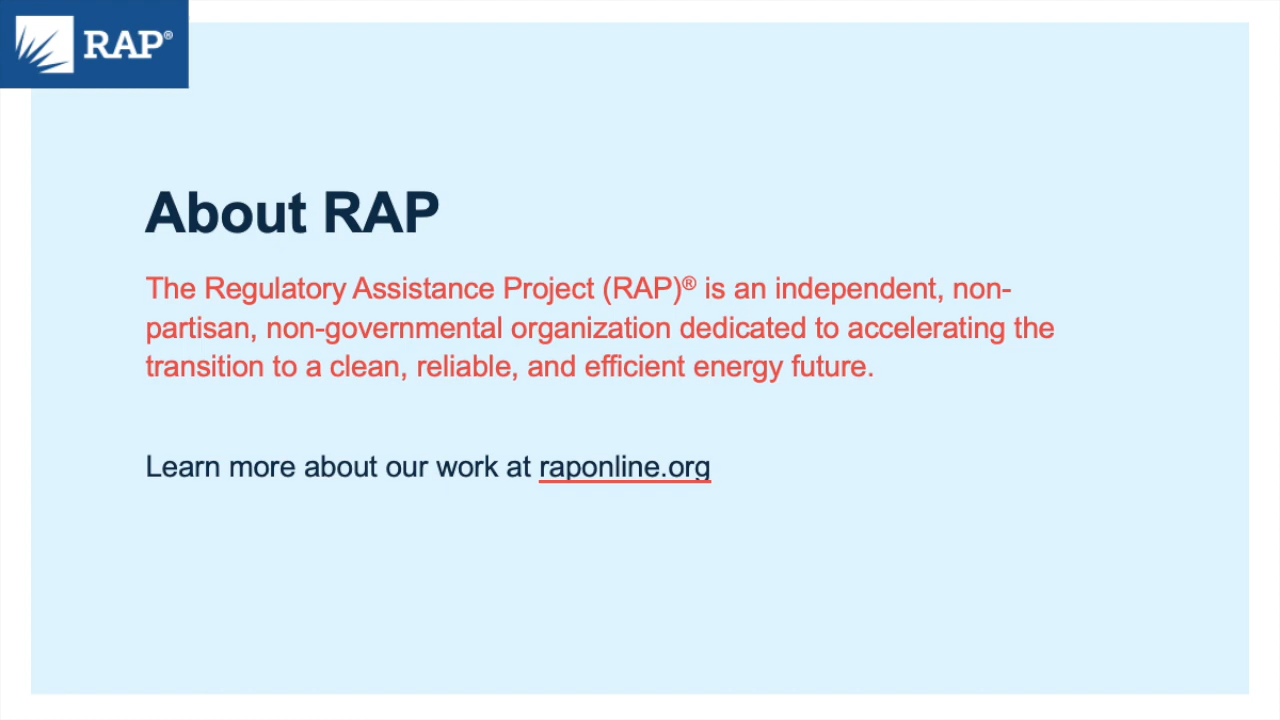 RAP®
About RAP
The Regulatory Assistance Project (RAP)® is an independent, non-
partisan, non-governmental organization dedicated to accelerating the
transition to a clean, reliable, and efficient energy future.
Learn more about our work at raponline.org